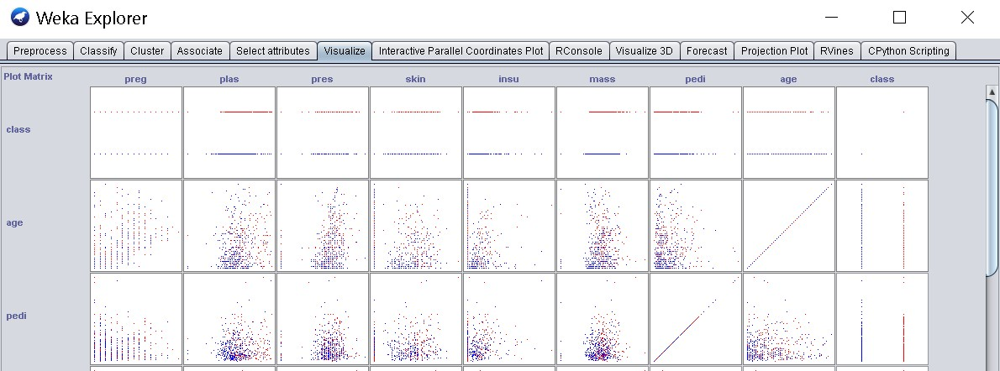 Weka Explorer
Preprocess Classify Cluster Associate Select attributes Visualize Interactive Parallel Coordinates Plot RConsole Visualize 3D Forecast Projection Plot RVines CPython Scripting
Plot Matrix preg plas pres skin insu mass pedi age class
class
age
pedi